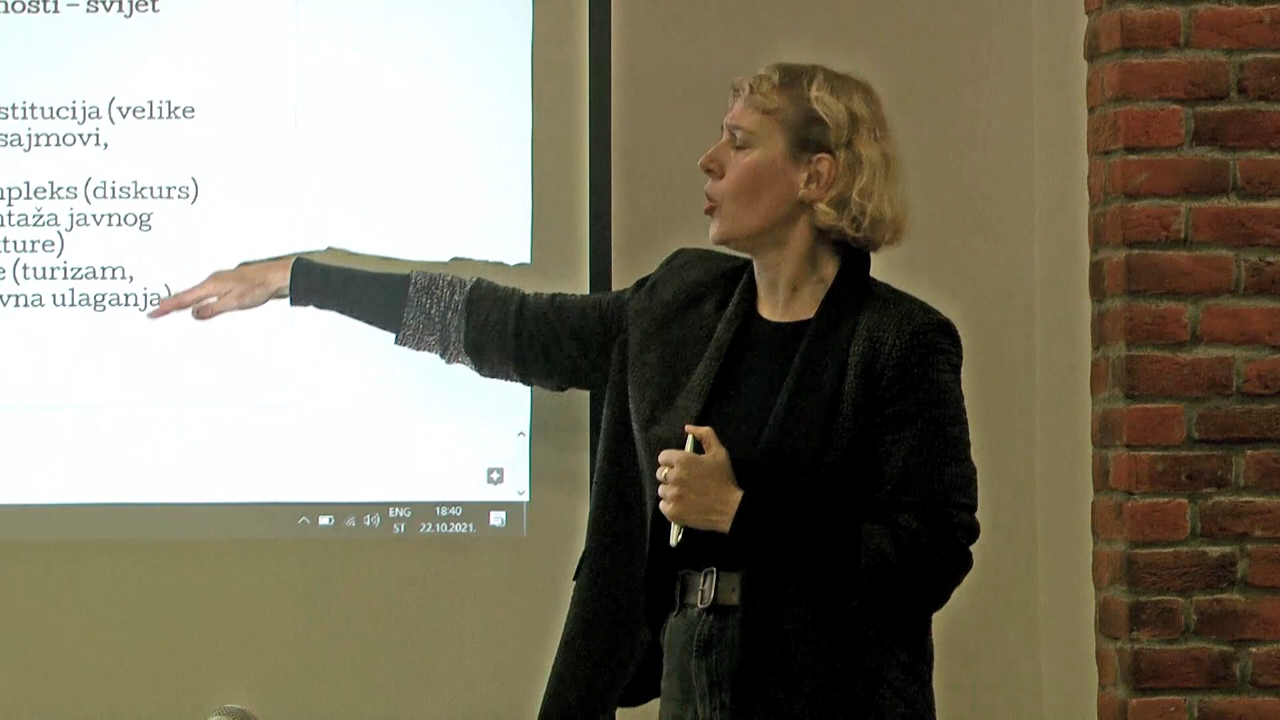 nosti – svijet
stitucija (velike
sajmovi,
mpleks (diskurs)
ntaža javnog
kture)
e (turizam,
vna ulaganja)
ENG 18:40
ST 22.10.2021.